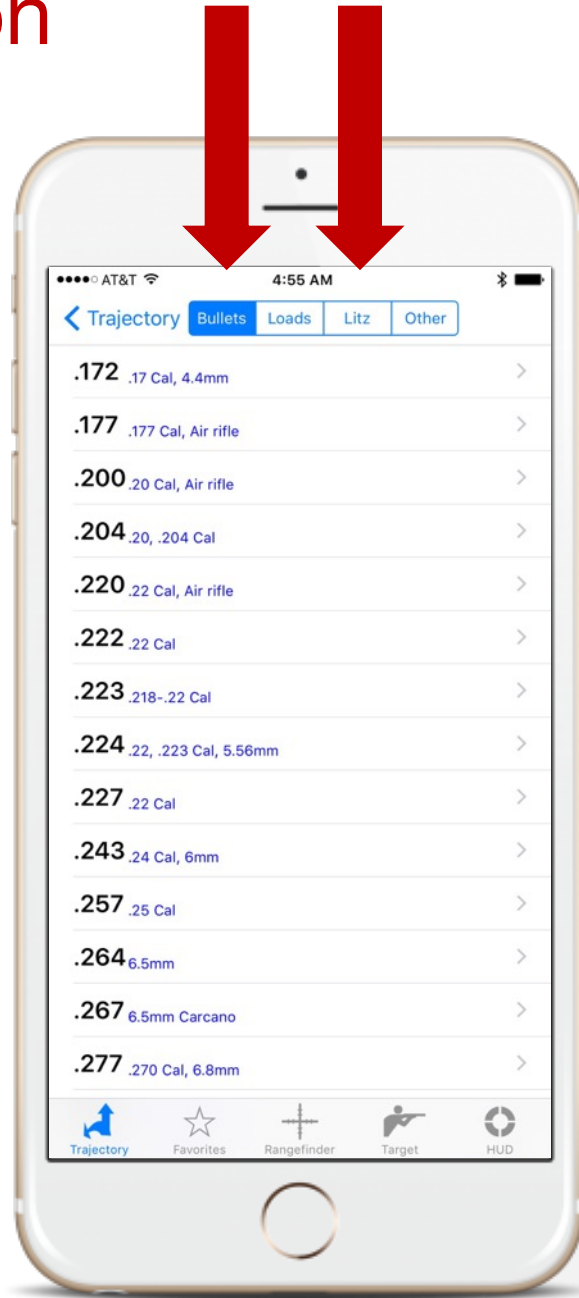 on
AT&T 4:55 AM
Trajectory Bullets Loads Litz Other
.172 .17 Cal, 4.4mm
.177 .177 Cal, Air rifle
.200 .20 Cal, Air rifle
.204 .20, .204 Cal
.220 .22 Cal, Air rifle
.222 .22 Cal
.223 .218-.22 Cal
.224 .22, .223 Cal, 5.56mm
.227 .22 Cal
.243 .24 Cal, 6mm
.257 .25 Cal
.264 6.5mm
.267 6.5mm Carcano
.277 .270 Cal, 6.8mm
Trajectory Favorites Rangefinder Target HUD